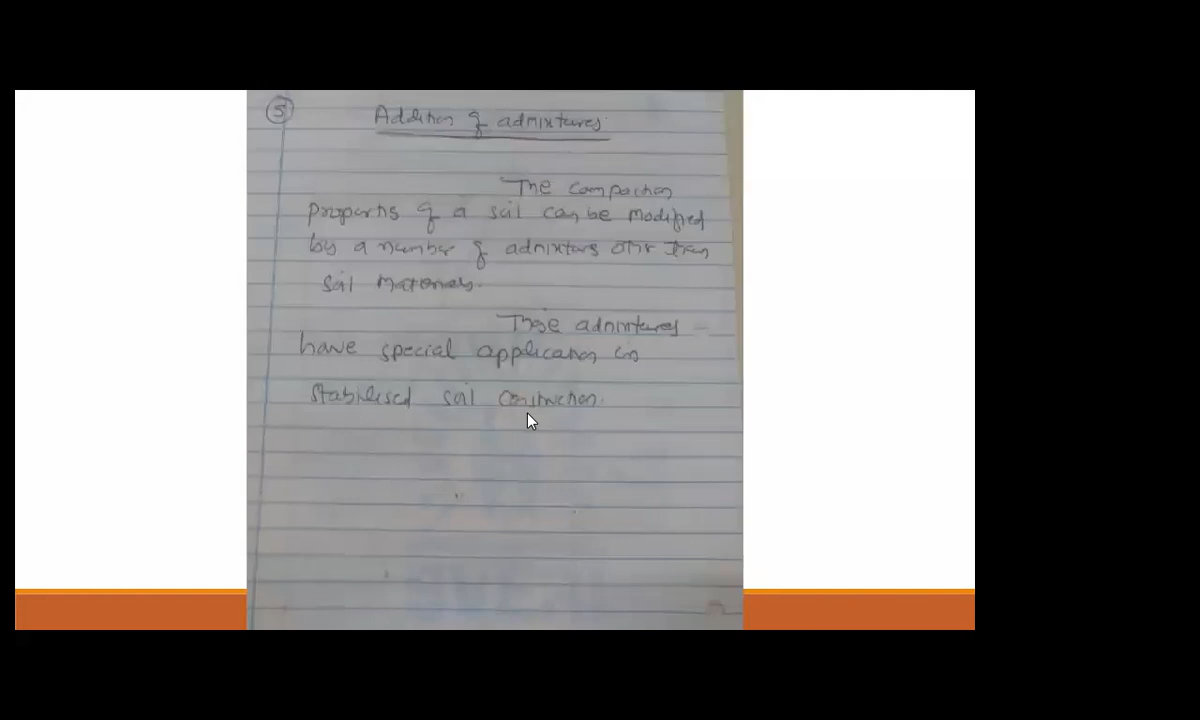 5
Addition of admixtures
The compaction
properties of a soil can be modified
by a number of admixtures other than
soil materials.
These admixtures
have special application in
stabilised soil construction.